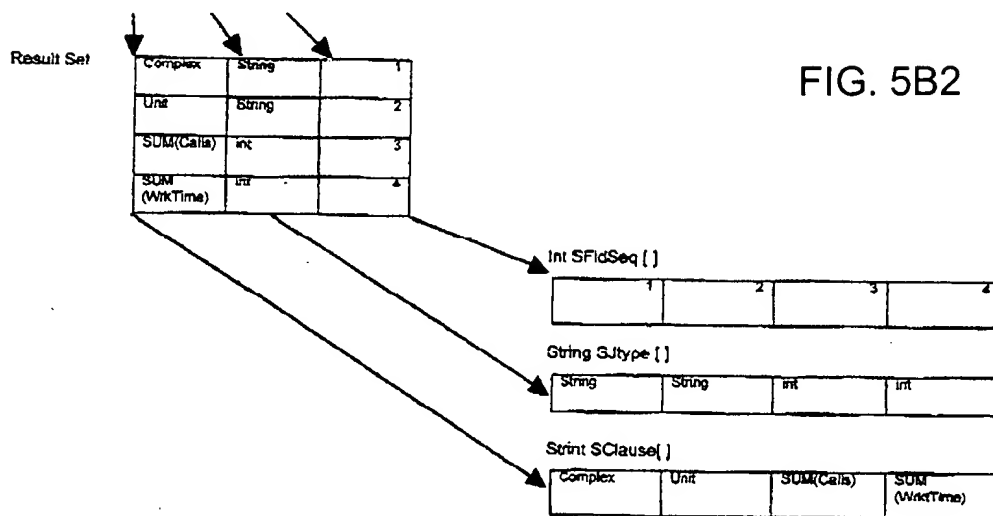 FIG. 5B2
Result Set
Complex String 1
Unit String 2
SUM(Calls) int 3
SUM (WrkTime) int 4
Int SFldSeq [ ]
1 2 3 4
String SJtype [ ]
String String int int
Strint SClause[ ]
Complex Unit SUM(Calls) SUM
(WrktTime)